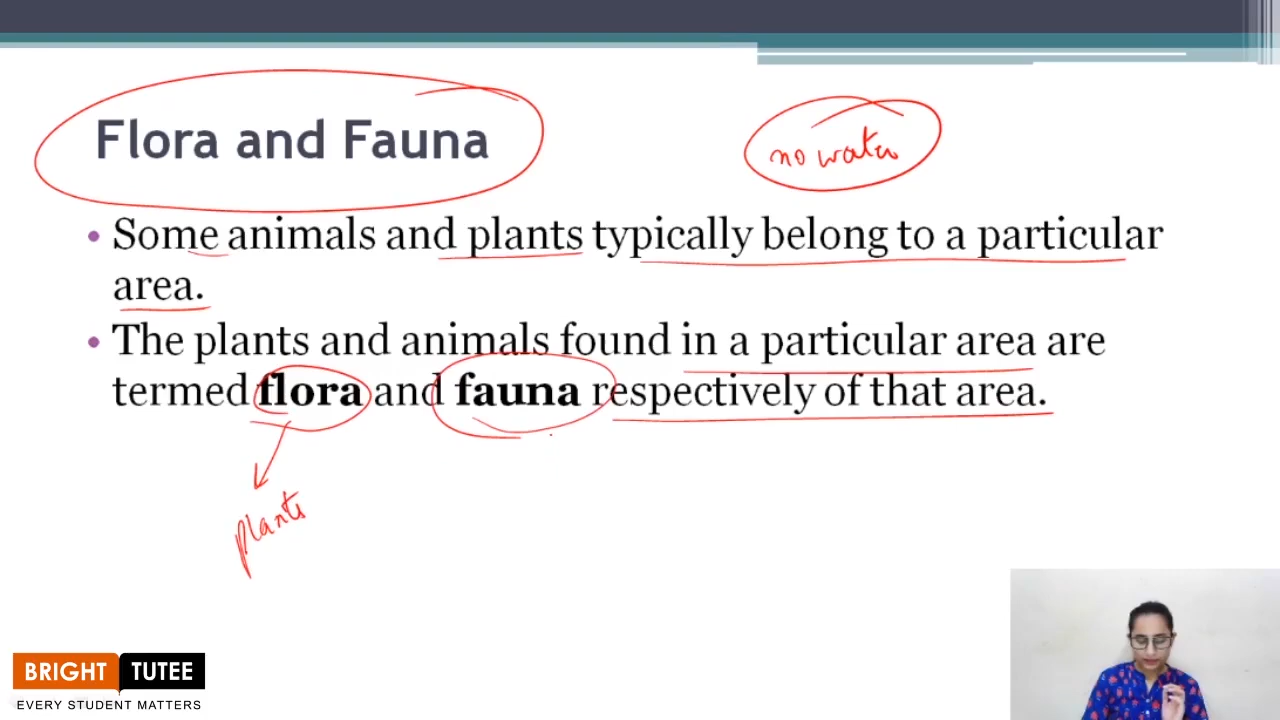 Flora and Fauna
no water
• Some animals and plants typically belong to a particular
area.
• The plants and animals found in a particular area are
termed flora and fauna respectively of that area.
plants
BRIGHT TUTEE
EVERY STUDENT MATTERS